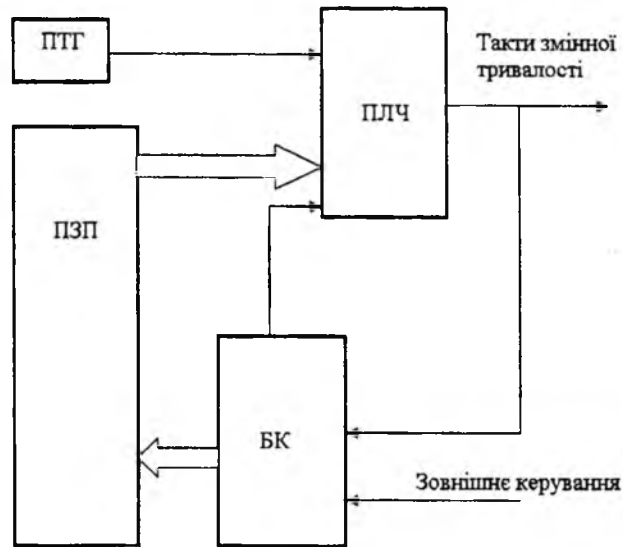 ПТГ
ПЛЧ
Такти змінної
тривалості
ПЗП
БК
Зовнішнє керування